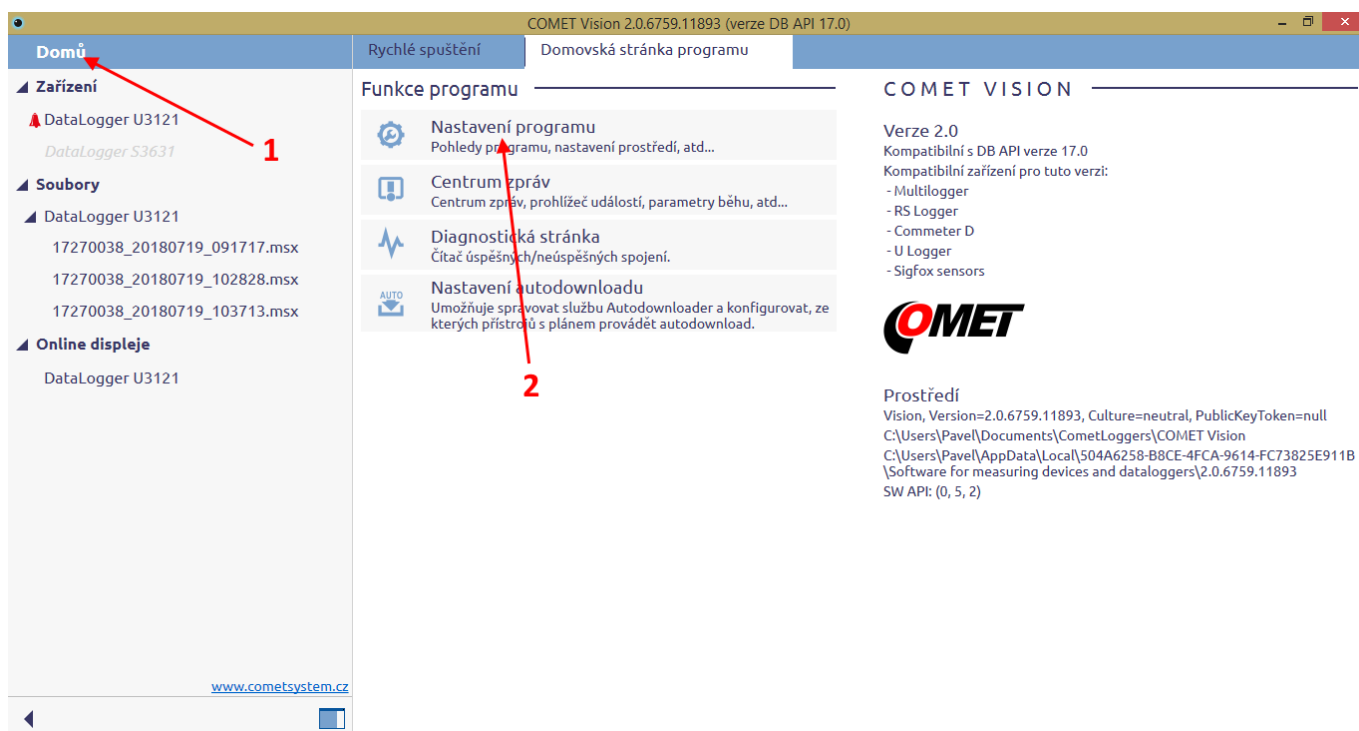 COMET Vision 2.0.6759.11893 (verze DB API 17.0)
Domů
Rychlé spuštění
Domovská stránka programu
Zařízení
DataLogger U3121
DataLogger S3631
1
Soubory
DataLogger U3121
17270038_20180719_091717.msx
17270038_20180719_102828.msx
17270038_20180719_103713.msx
Online displeje
DataLogger U3121
www.cometsystem.cz
Funkce programu
Nastavení programu
Pohledy programu, nastavení prostředí, atd...
Centrum zpráv
Centrum zpráv, prohlížeč událostí, parametry běhu, atd...
Diagnostická stránka
Čítač úspěšných/neúspěšných spojení.
AUTO
Nastavení autodownloadu
Umožňuje spravovat službu Autodownloader a konfigurovat, ze
kterých přístrojů s plánem provádět autodownload.
2
COMET VISION
Verze 2.0
Kompatibilní s DB API verze 17.0
Kompatibilní zařízení pro tuto verzi:
- Multilogger
- RS Logger
- Commeter D
- U Logger
- Sigfox sensors
COMET
Prostředí
Vision, Version=2.0.6759.11893, Culture=neutral, PublicKeyToken=null
C:\Users\Pavel\Documents\CometLoggers\COMET Vision
C:\Users\Pavel\AppData\Local\504A6258-B8CE-4FCA-9614-FC73825E911B
\Software for measuring devices and dataloggers\2.0.6759.11893
SW API: (0, 5, 2)